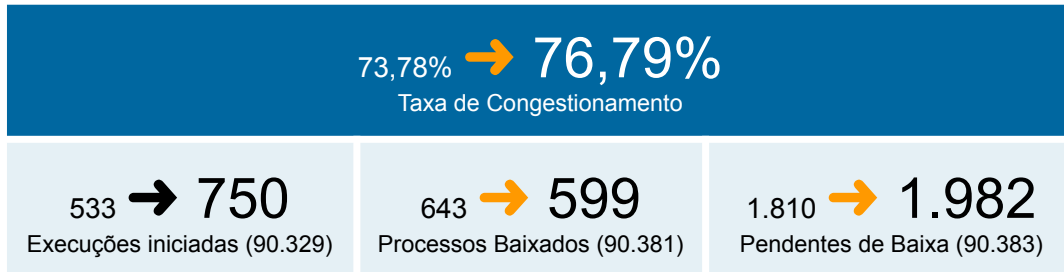 73,78% ➜ 76,79%
Taxa de Congestionamento
533 ➜ 750
Execuções iniciadas (90.329)
643 ➜ 599
Processos Baixados (90.381)
1.810 ➜ 1.982
Pendentes de Baixa (90.383)